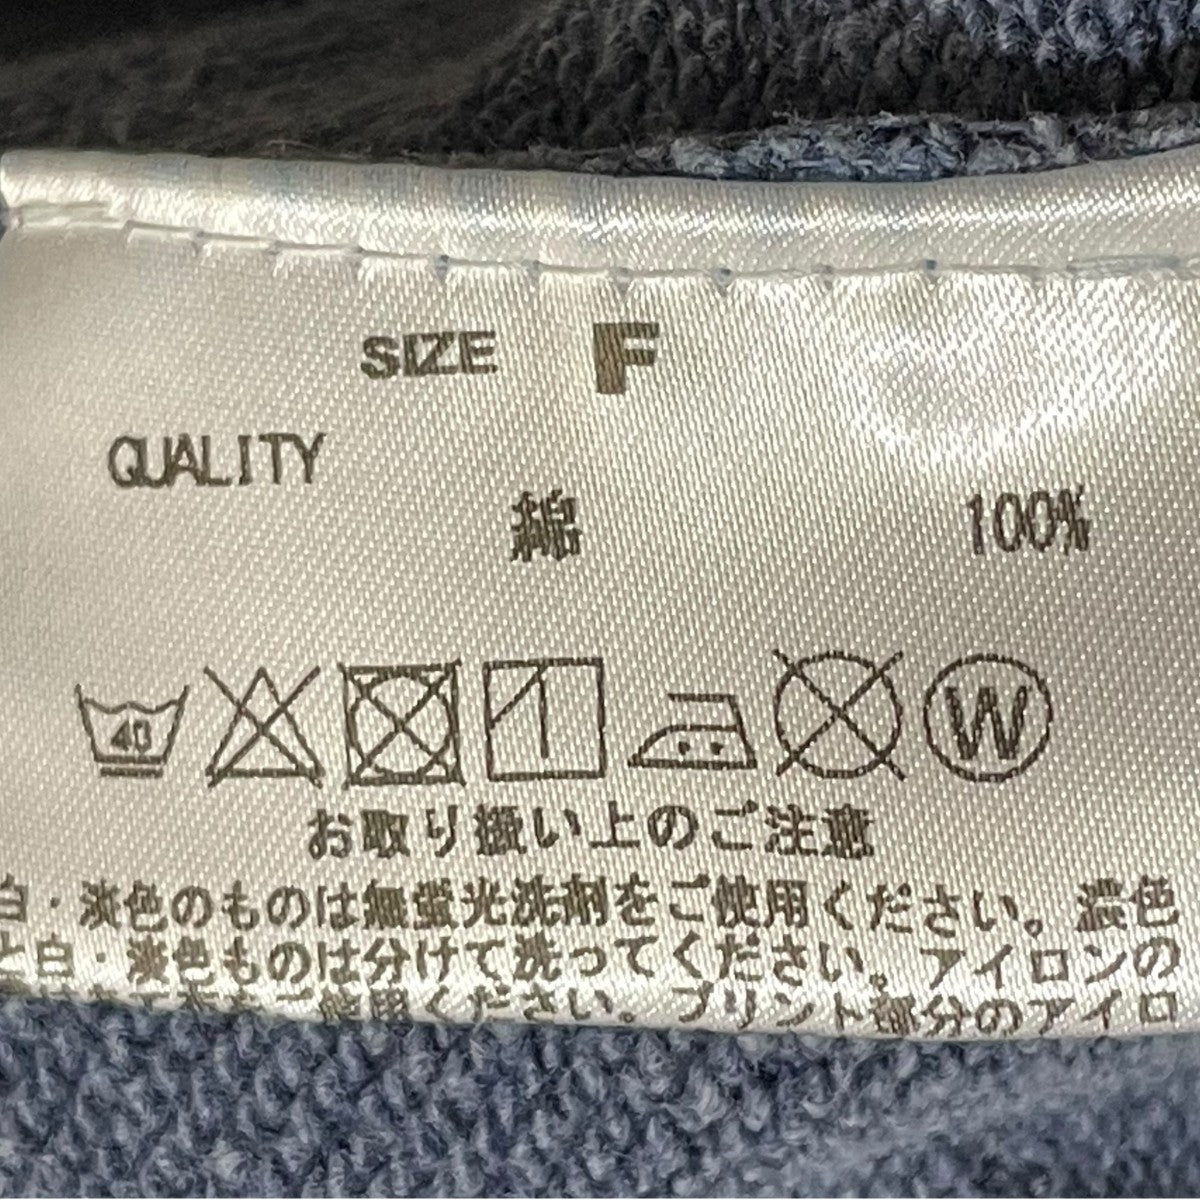 SIZE F
QUALITY
綿 100%
40 W
お取り扱い上のご注意
白・淡色のものは無蛍光洗剤をご使用ください。濃色
と白・淡色ものは分けて洗ってください。アイロンの
ご使用ください。プリント部分のアイロ